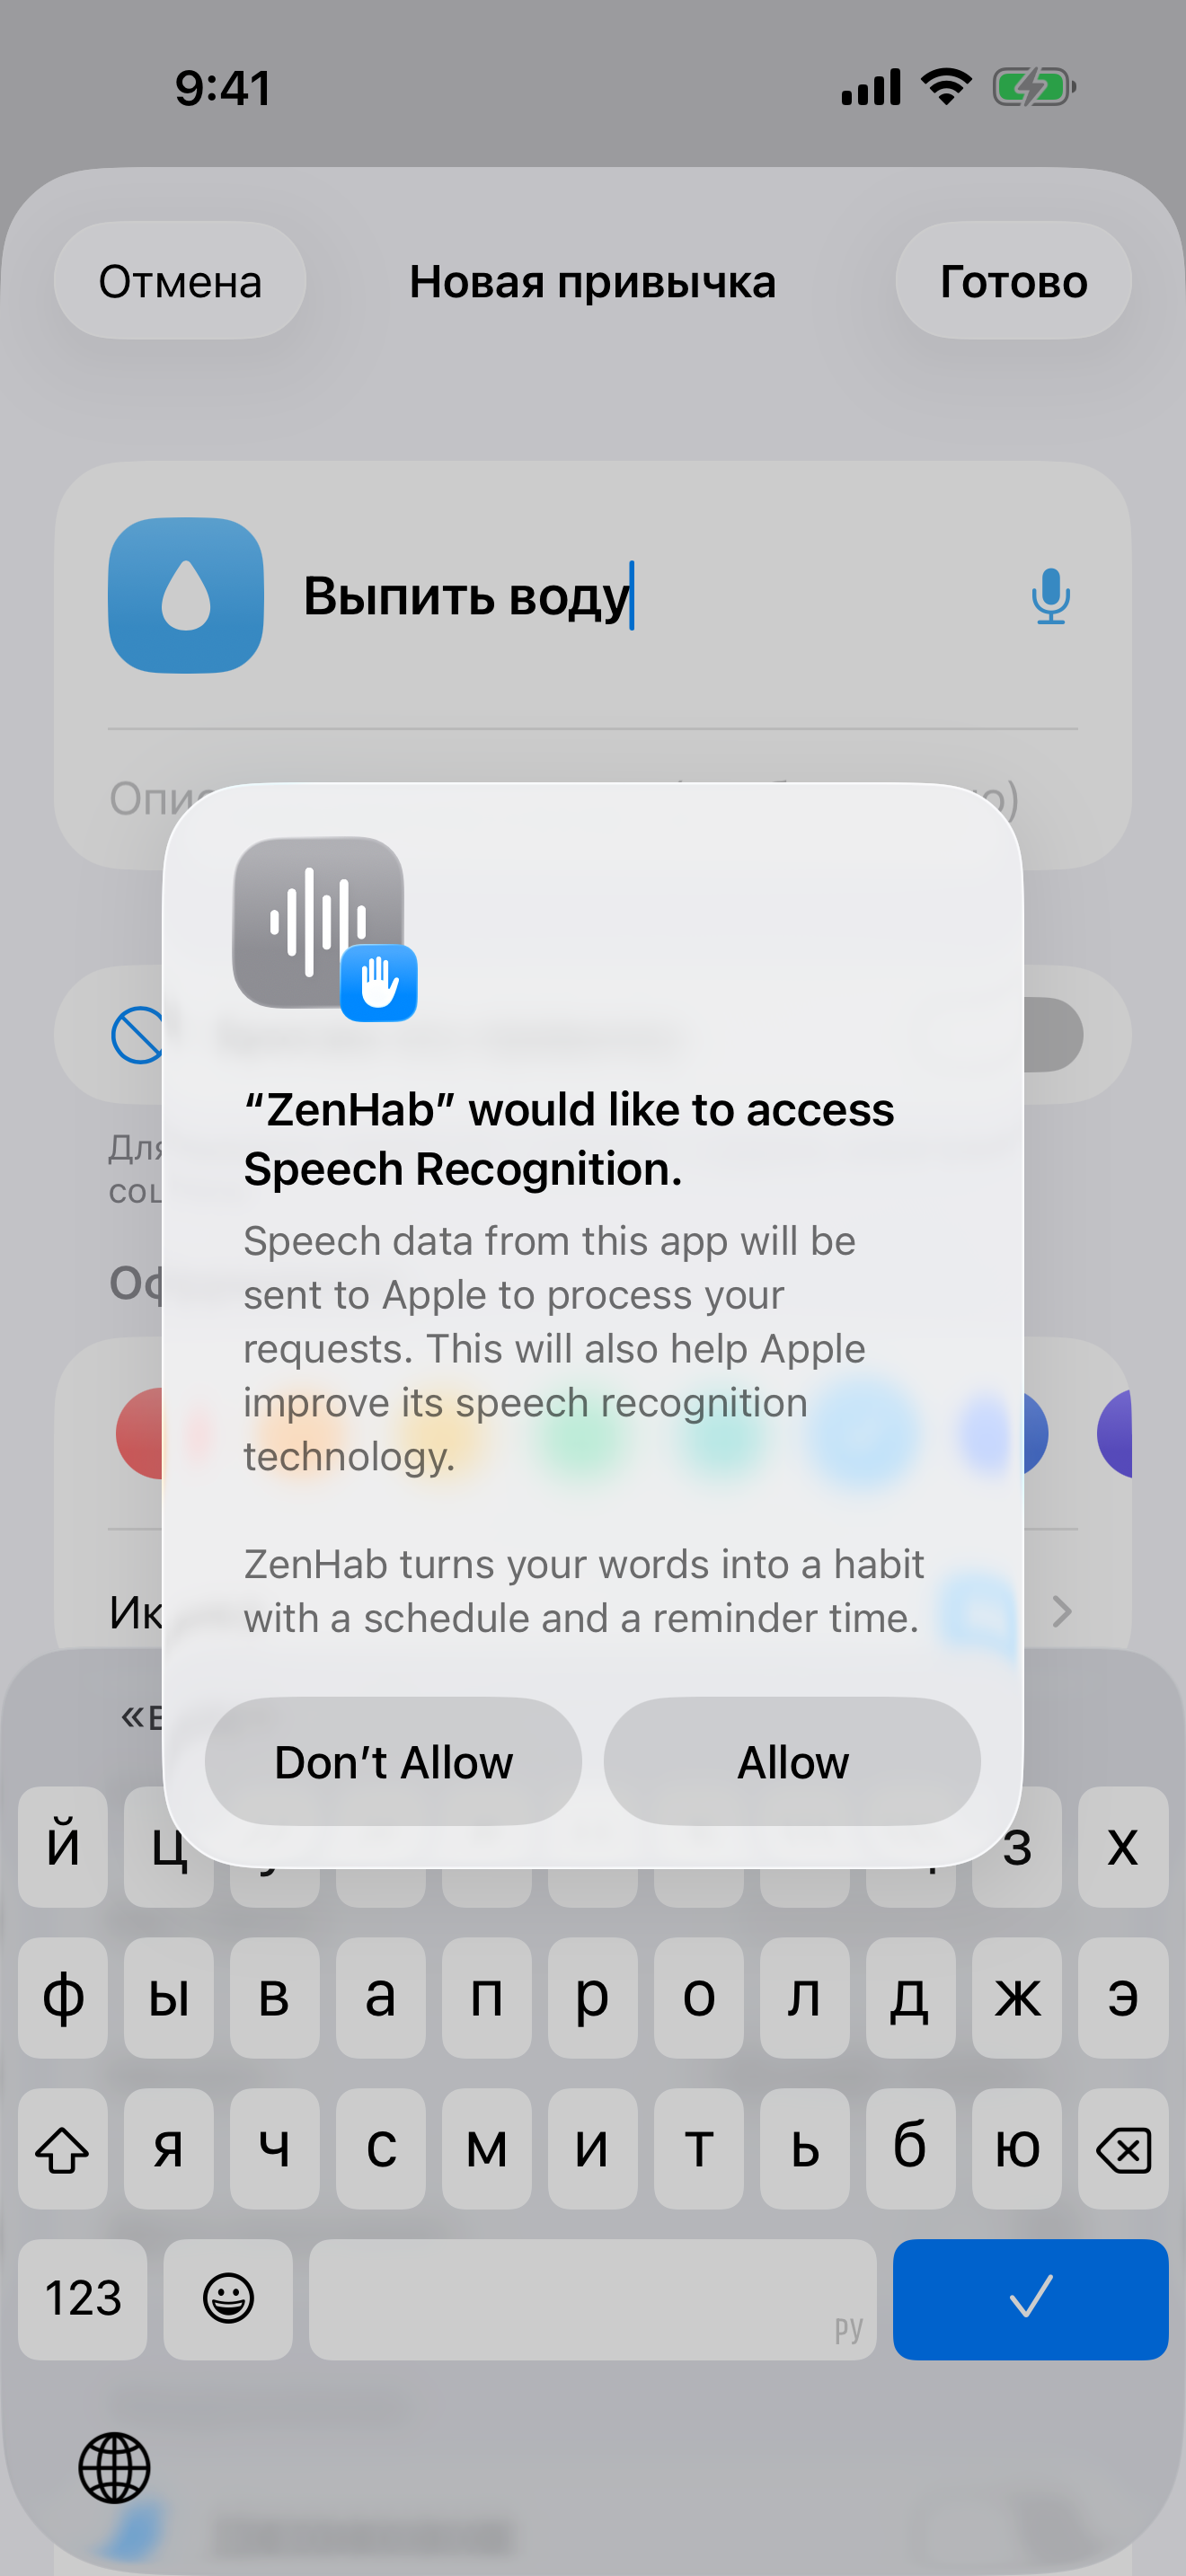 9:41
Отмена
Новая привычка
Готово
Выпить воду
“ZenHab” would like to access
Speech Recognition.
Speech data from this app will be
sent to Apple to process your
requests. This will also help Apple
improve its speech recognition
technology.
ZenHab turns your words into a habit
with a schedule and a reminder time.
Don’t Allow
Allow
й ц у з х
ф ы в а п р о л д ж э
я ч с м и т ь б ю
123
РУ